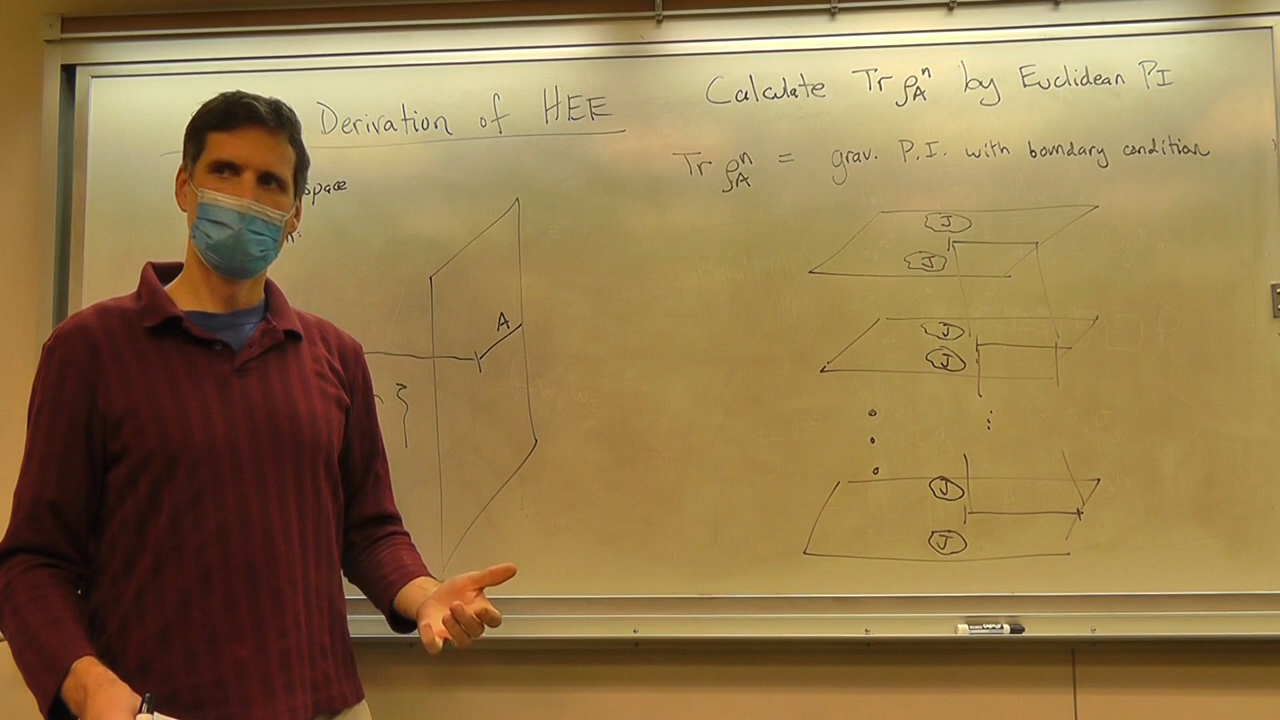 Derivation of HEE
space
n:
A
n }
Calculate Tr ρ_A^n by Euclidean PI
Tr ρ_A^n = grav. P.I. with boundary condition
J
J
J
J
J
J